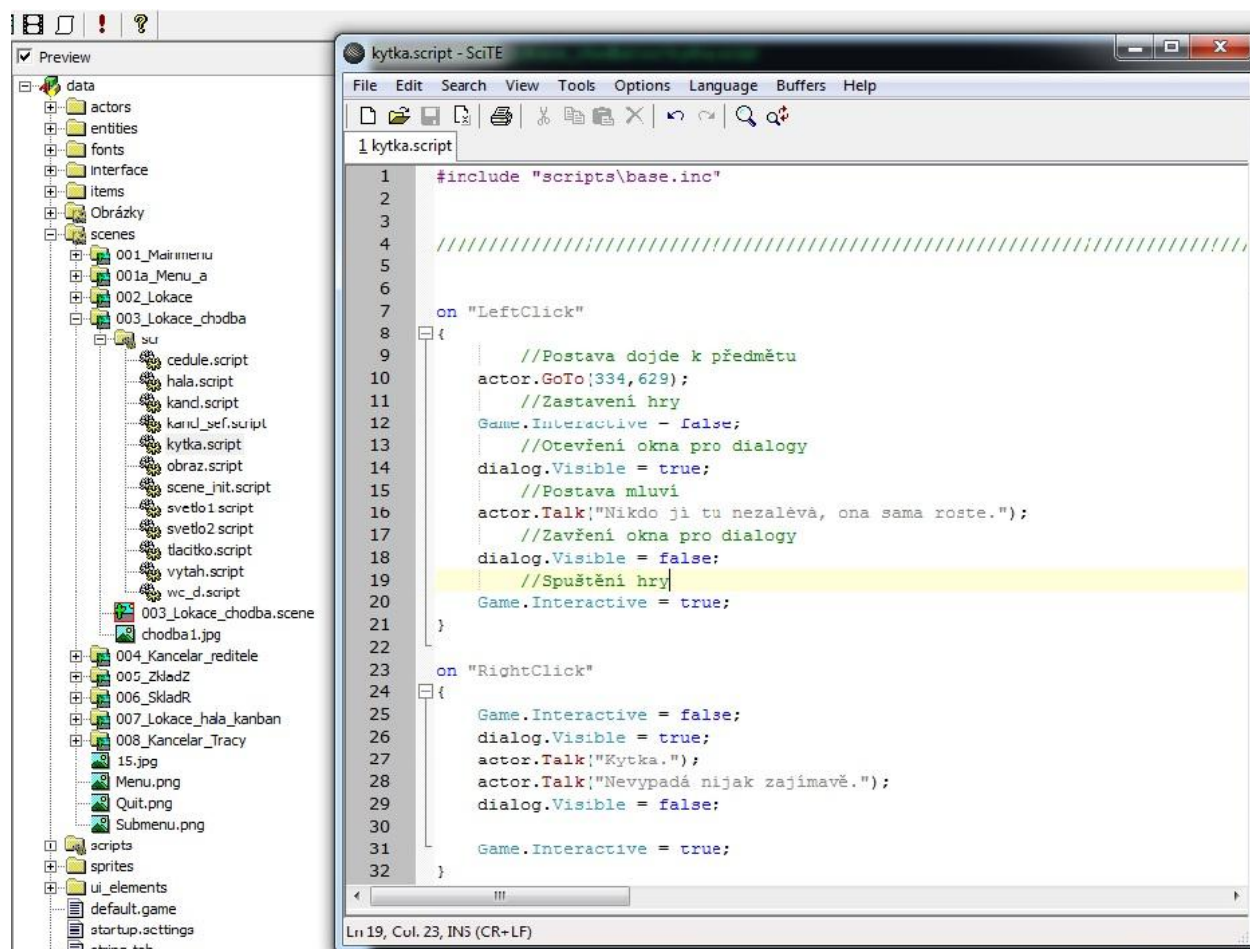 Preview
data
actors
entities
fonts
interface
items
Obrázky
scenes
001_Mainmenu
001a_Menu_a
002_Lokace
003_Lokace_chodba
scr
cedule.script
hala.script
kancl.script
kancl_sef.script
kytka.script
obraz.script
scene_init.script
svetlo1.script
svetlo2.script
tlacitko.script
vytah.script
wc_d.script
003_Lokace_chodba.scene
chodba1.jpg
004_Kancelar_reditele
006_SkladR
007_Lokace_hala_kanban
008_Kancelar_Tracy
15.jpg
Menu.png
Quit.png
Submenu.png
scripts
sprites
ui_elements
default.game
startup.settings
kytka.script - SciTE
File Edit Search View Tools Options Language Buffers Help
1 kytka.script
1 #include "scripts\base.inc"
2
3
4 ////////////////////////////////////////////////////////////////////////////////
5
6
7 on "LeftClick"
8 {
9 //Postava dojde k předmětu
10 actor.GoTo(334,629);
11 //Zastavení hry
12 Game.Interactive = false;
13 //Otevření okna pro dialogy
14 dialog.Visible = true;
15 //Postava mluví
16 actor.Talk("Nikdo ji tu nezalévá, ona sama roste.");
17 //Zavření okna pro dialogy
18 dialog.Visible = false;
19 //Spuštění hry
20 Game.Interactive = true;
21 }
22
23 on "RightClick"
24 {
25 Game.Interactive = false;
26 dialog.Visible = true;
27 actor.Talk("Kytka.");
28 actor.Talk("Nevypadá nijak zajímavě.");
29 dialog.Visible = false;
30
31 Game.Interactive = true;
32 }
Ln 19, Col. 23, INS (CR+LF)